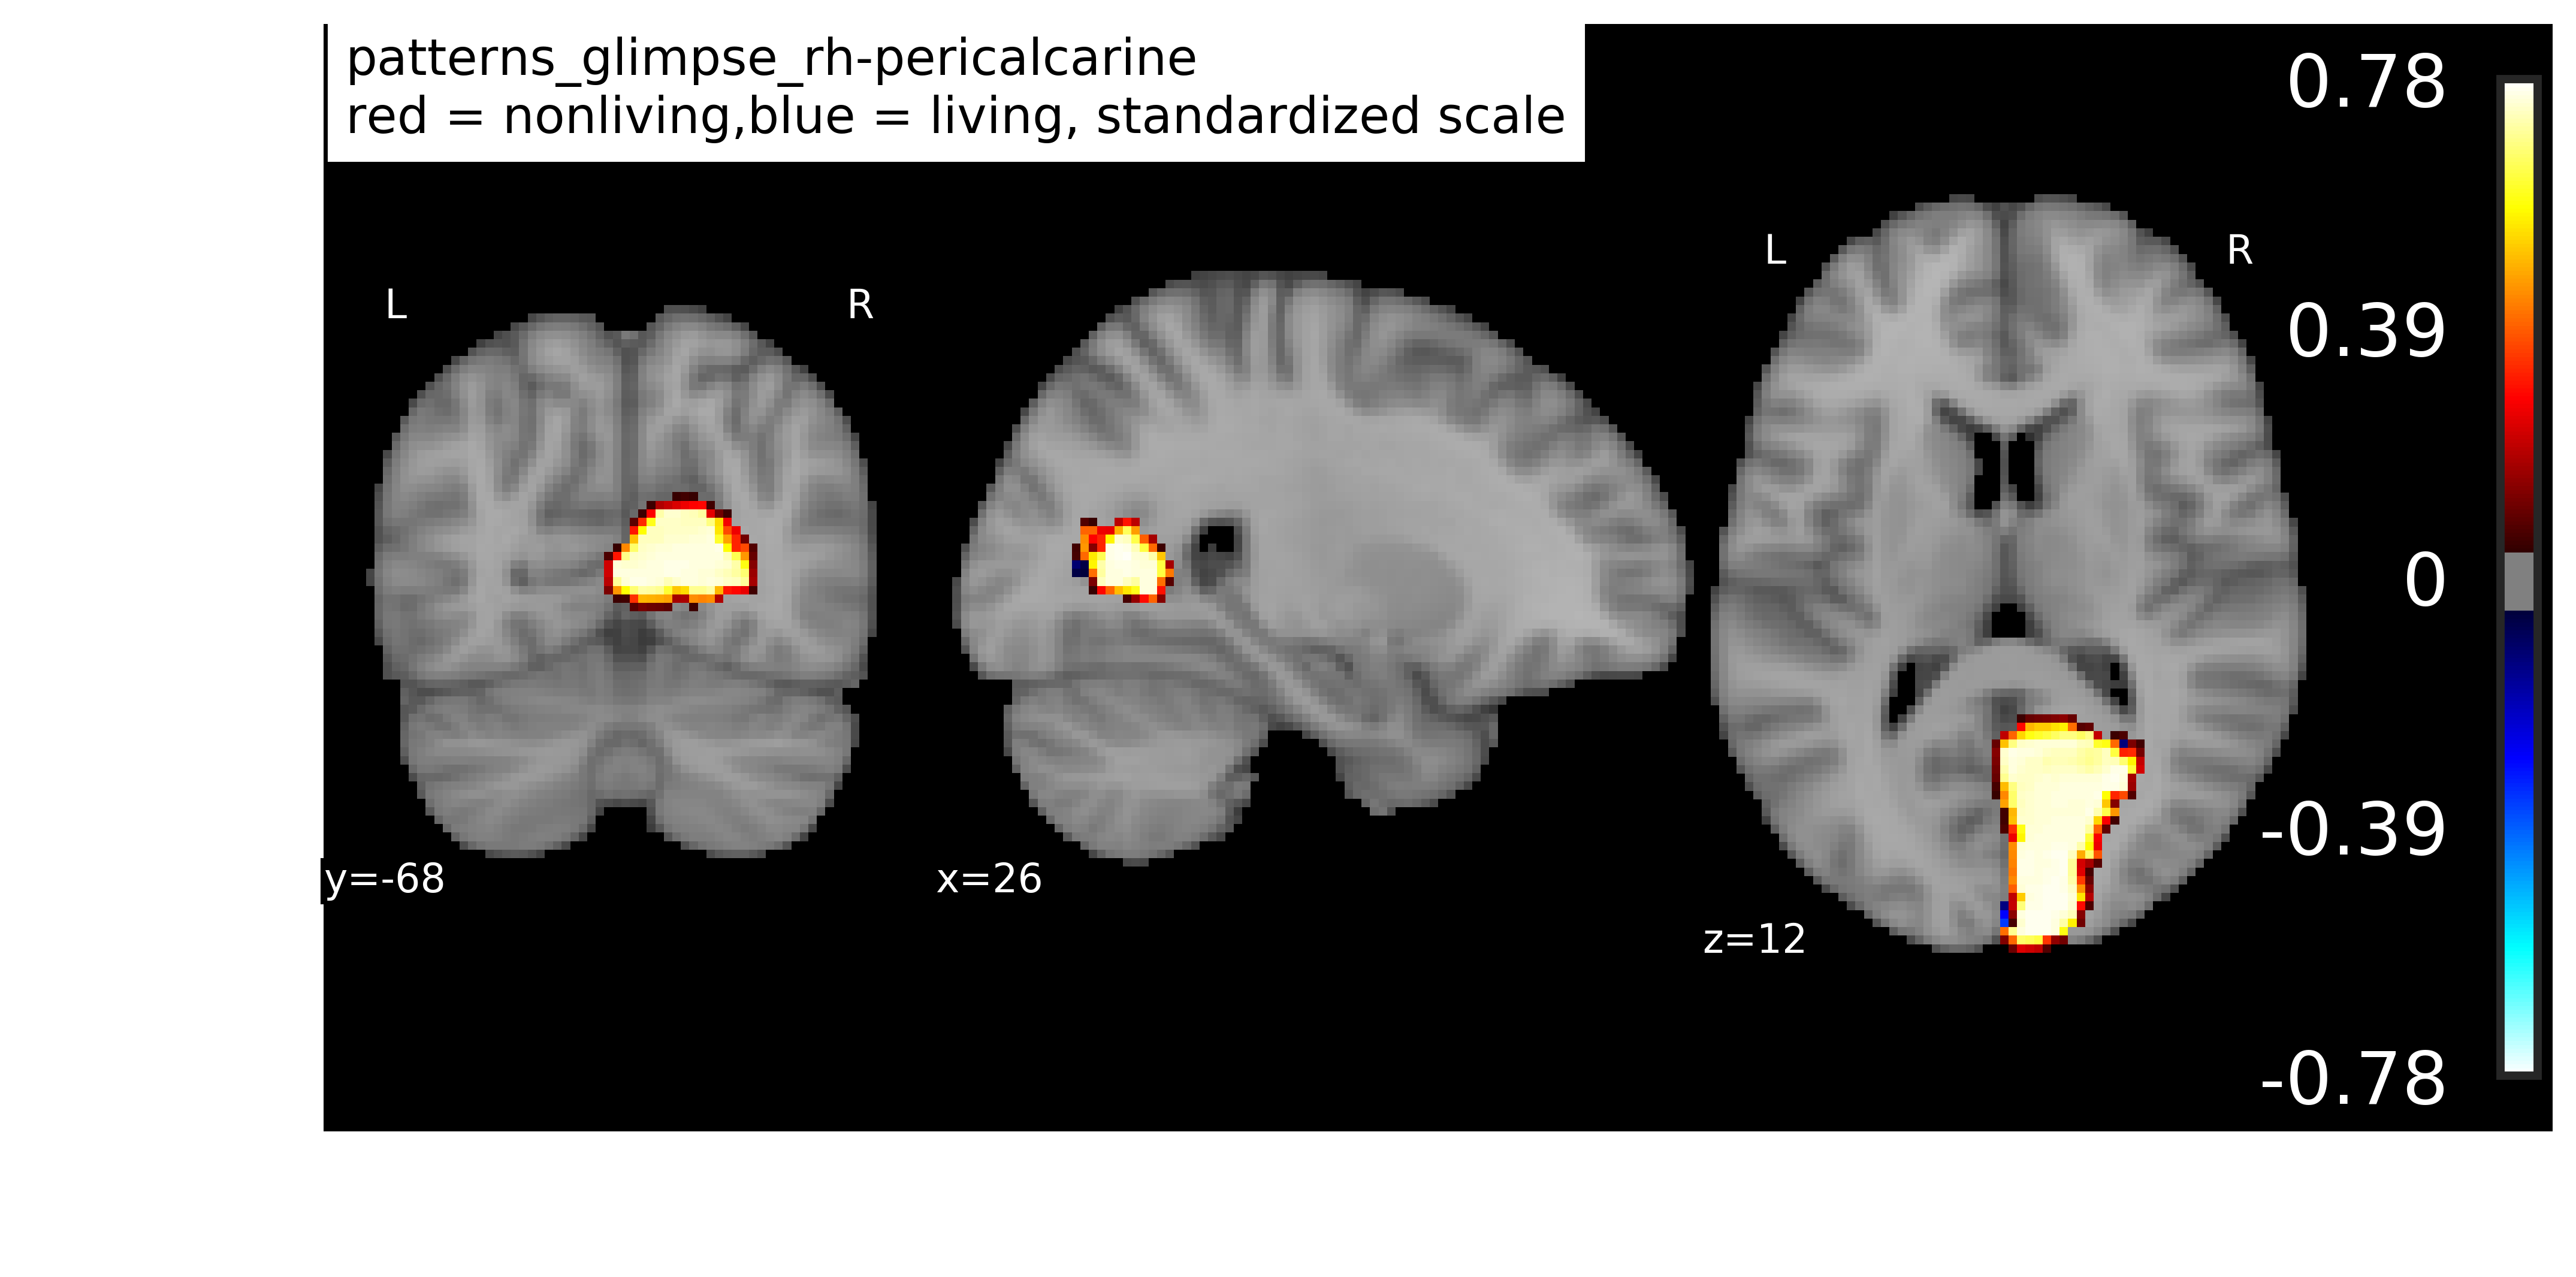 patterns_glimpse_rh-pericalcarine
red = nonliving,blue = living, standardized scale
L
R
y=-68
x=26
L
R
z=12
0.78
0.39
0
-0.39
-0.78